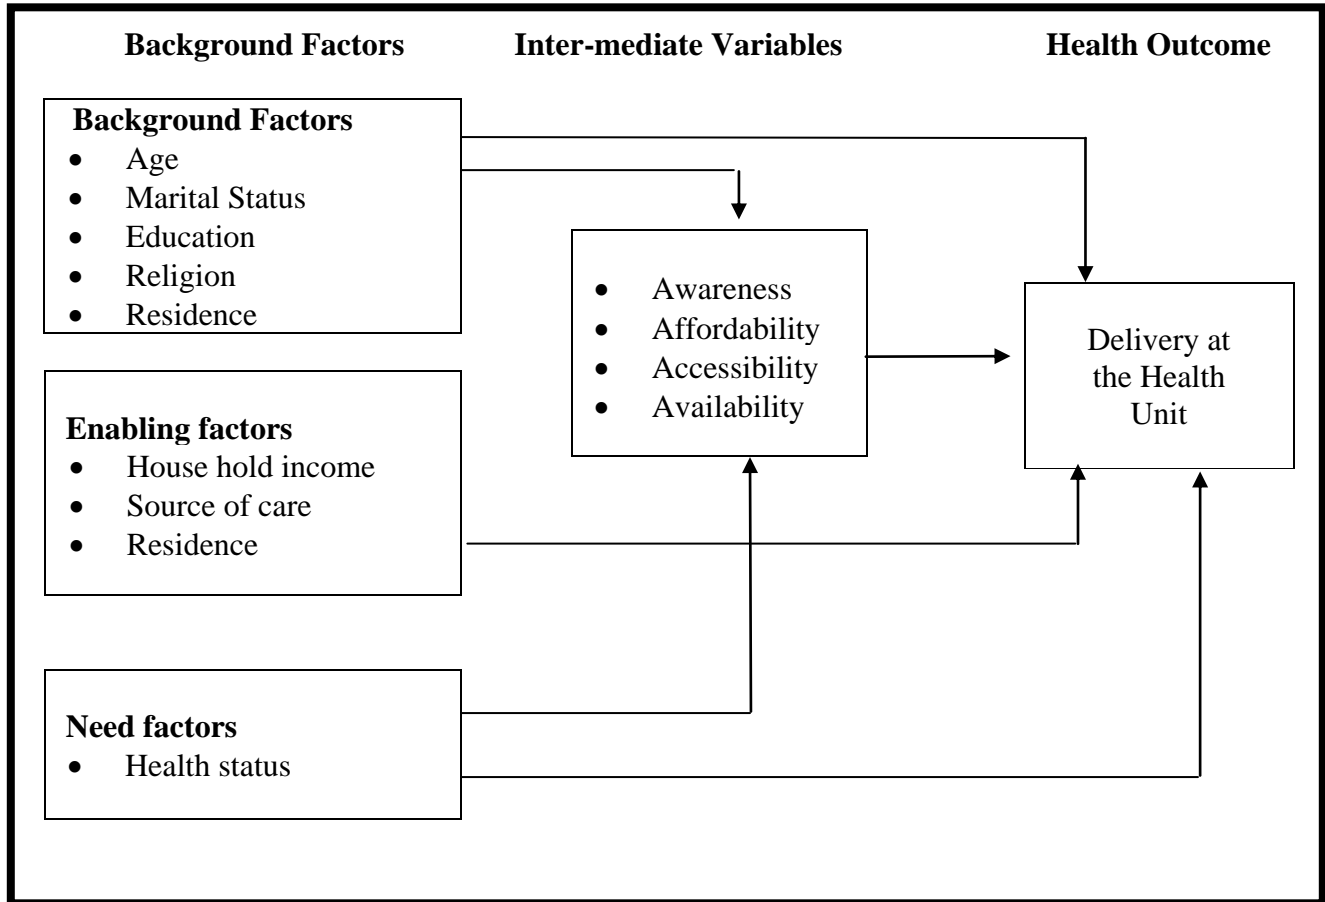 Background Factors
Inter-mediate Variables
Health Outcome
Background Factors
• Age
• Marital Status
• Education
• Religion
• Residence
Enabling factors
• House hold income
• Source of care
• Residence
Need factors
• Health status
• Awareness
• Affordability
• Accessibility
• Availability
Delivery at
the Health
Unit